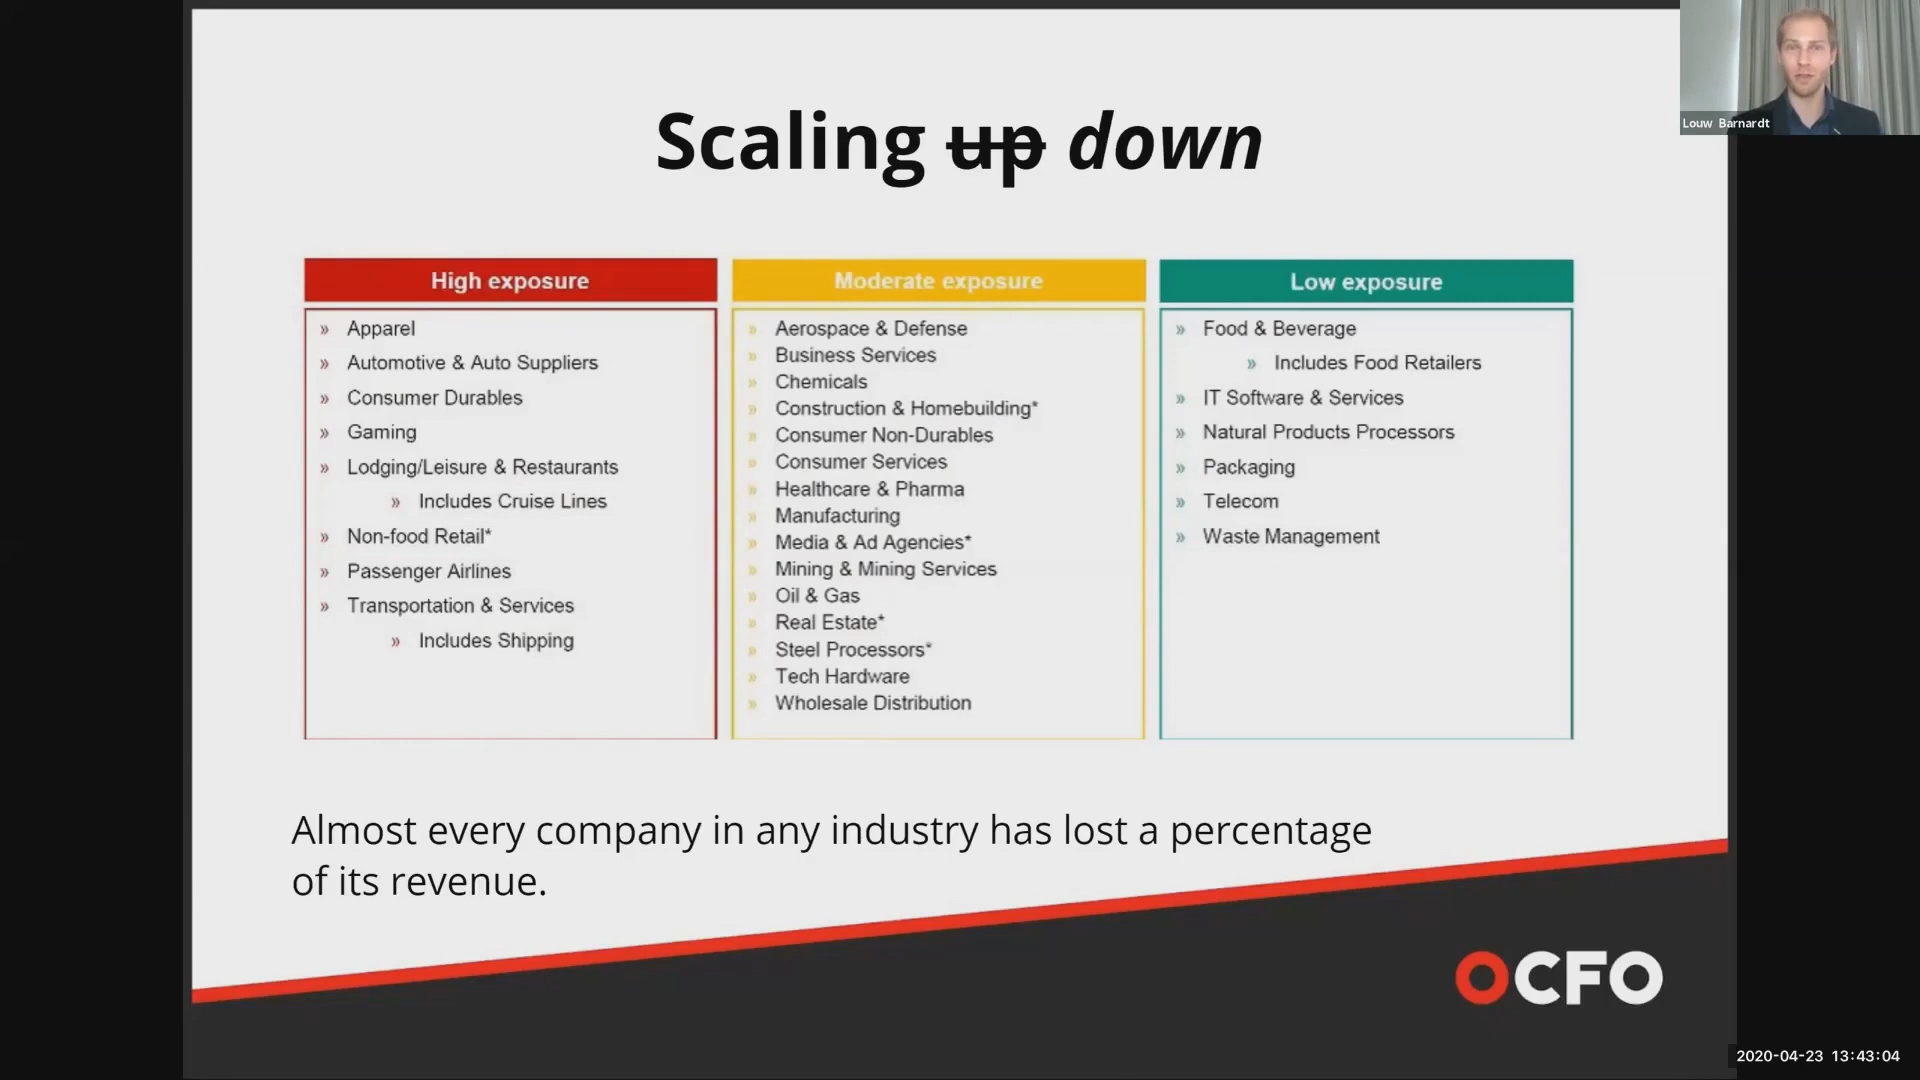 Scaling up down
High exposure
» Apparel
» Automotive & Auto Suppliers
» Consumer Durables
» Gaming
» Lodging/Leisure & Restaurants
» Includes Cruise Lines
» Non-food Retail*
» Passenger Airlines
» Transportation & Services
» Includes Shipping
Moderate exposure
» Aerospace & Defense
» Business Services
» Chemicals
» Construction & Homebuilding*
» Consumer Non-Durables
» Consumer Services
» Healthcare & Pharma
» Manufacturing
» Media & Ad Agencies*
» Mining & Mining Services
» Oil & Gas
» Real Estate*
» Steel Processors*
» Tech Hardware
» Wholesale Distribution
Low exposure
» Food & Beverage
» Includes Food Retailers
» IT Software & Services
» Natural Products Processors
» Packaging
» Telecom
» Waste Management
Almost every company in any industry has lost a percentage
of its revenue.
OCFO
Louw Barnardt
2020-04-23 13:43:04